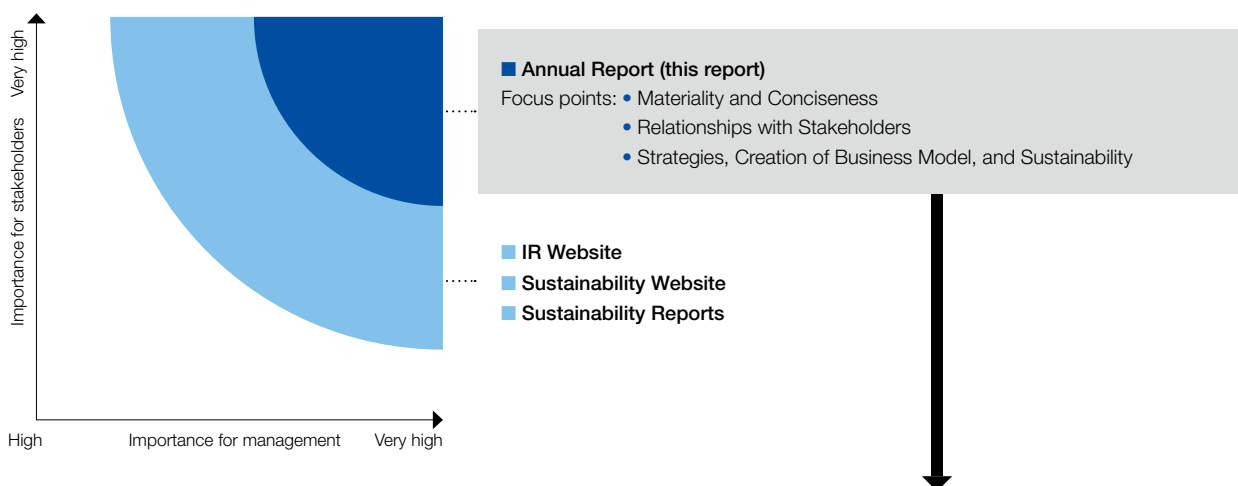 Very high
Importance for stakeholders
■ Annual Report (this report)
Focus points: • Materiality and Conciseness
• Relationships with Stakeholders
• Strategies, Creation of Business Model, and Sustainability
■ IR Website
■ Sustainability Website
■ Sustainability Reports
High
Importance for management
Very high